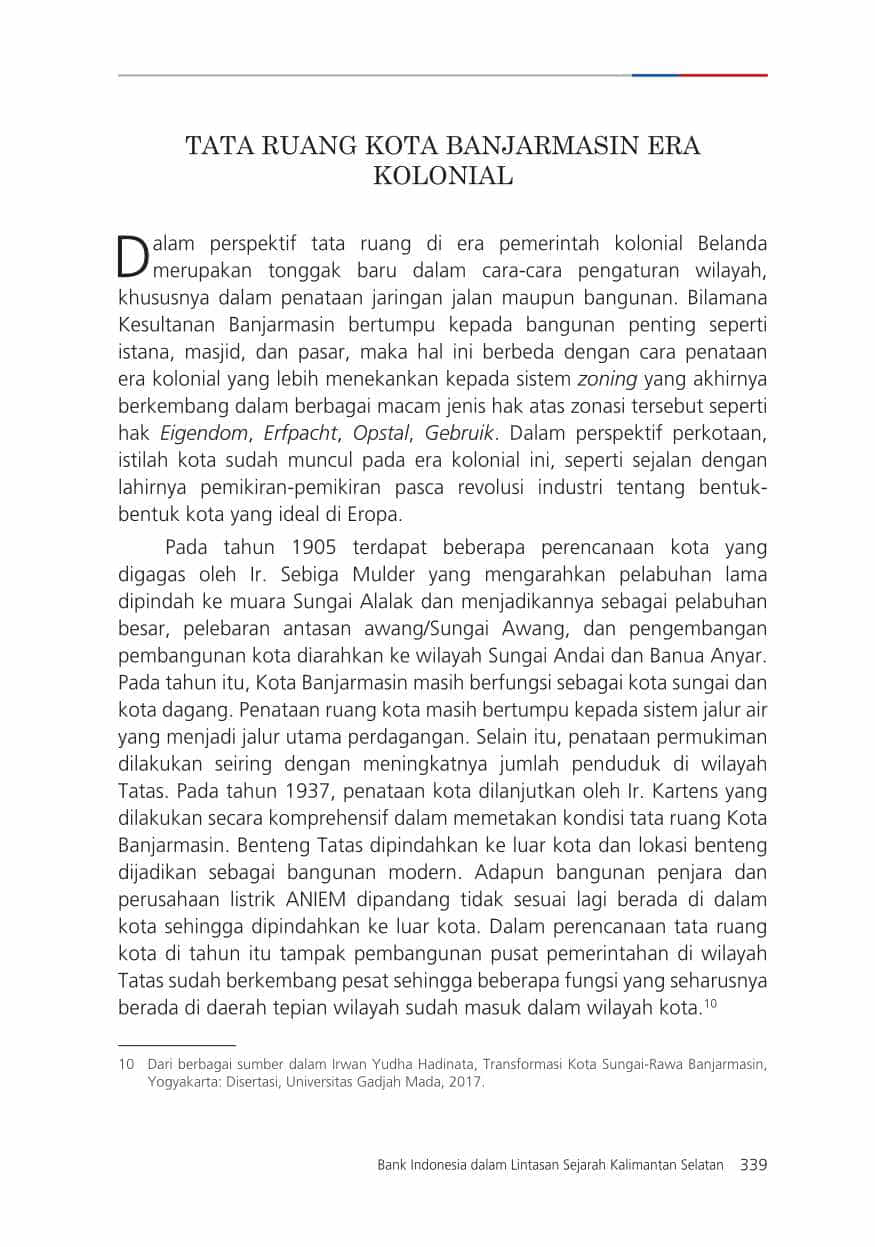 TATA RUANG KOTA BANJARMASIN ERA
KOLONIAL
Dalam perspektif tata ruang di era pemerintah kolonial Belanda
merupakan tonggak baru dalam cara-cara pengaturan wilayah,
khususnya dalam penataan jaringan jalan maupun bangunan. Bilamana
Kesultanan Banjarmasin bertumpu kepada bangunan penting seperti
istana, masjid, dan pasar, maka hal ini berbeda dengan cara penataan
era kolonial yang lebih menekankan kepada sistem zoning yang akhirnya
berkembang dalam berbagai macam jenis hak atas zonasi tersebut seperti
hak Eigendom, Erfpacht, Opstal, Gebruik. Dalam perspektif perkotaan,
istilah kota sudah muncul pada era kolonial ini, seperti sejalan dengan
lahirnya pemikiran-pemikiran pasca revolusi industri tentang bentuk-
bentuk kota yang ideal di Eropa.
Pada tahun 1905 terdapat beberapa perencanaan kota yang
digagas oleh Ir. Sebiga Mulder yang mengarahkan pelabuhan lama
dipindah ke muara Sungai Alalak dan menjadikannya sebagai pelabuhan
besar, pelebaran antasan awang/Sungai Awang, dan pengembangan
pembangunan kota diarahkan ke wilayah Sungai Andai dan Banua Anyar.
Pada tahun itu, Kota Banjarmasin masih berfungsi sebagai kota sungai dan
kota dagang. Penataan ruang kota masih bertumpu kepada sistem jalur air
yang menjadi jalur utama perdagangan. Selain itu, penataan permukiman
dilakukan seiring dengan meningkatnya jumlah penduduk di wilayah
Tatas. Pada tahun 1937, penataan kota dilanjutkan oleh Ir. Kartens yang
dilakukan secara komprehensif dalam memetakan kondisi tata ruang Kota
Banjarmasin. Benteng Tatas dipindahkan ke luar kota dan lokasi benteng
dijadikan sebagai bangunan modern. Adapun bangunan penjara dan
perusahaan listrik ANIEM dipandang tidak sesuai lagi berada di dalam
kota sehingga dipindahkan ke luar kota. Dalam perencanaan tata ruang
kota di tahun itu tampak pembangunan pusat pemerintahan di wilayah
Tatas sudah berkembang pesat sehingga beberapa fungsi yang seharusnya
berada di daerah tepian wilayah sudah masuk dalam wilayah kota.10
10 Dari berbagai sumber dalam Irwan Yudha Hadinata, Transformasi Kota Sungai-Rawa Banjarmasin,
Yogyakarta: Disertasi, Universitas Gadjah Mada, 2017.
Bank Indonesia dalam Lintasan Sejarah Kalimantan Selatan 339